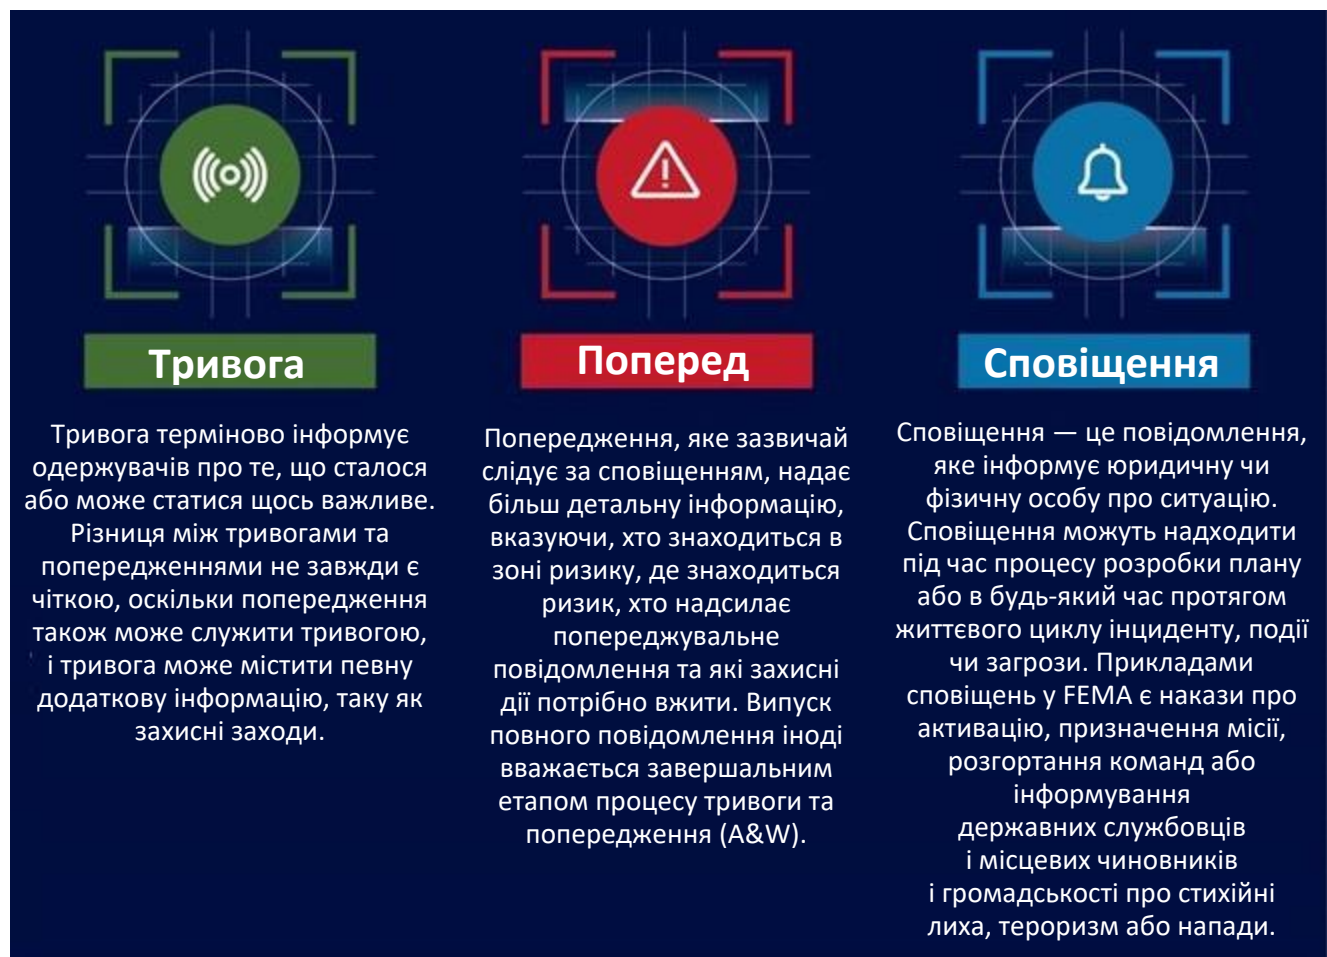 Тривога
Тривога терміново інформує
одержувачів про те, що сталося
або може статися щось важливе.
Різниця між тривогами та
попередженнями не завжди є
чіткою, оскільки попередження
також може служити тривогою,
і тривога може містити певну
додаткову інформацію, таку як
захисні заходи.
Поперед
Попередження, яке зазвичай
слідує за сповіщенням, надає
більш детальну інформацію,
вказуючи, хто знаходиться в
зоні ризику, де знаходиться
ризик, хто надсилає
попереджувальне
повідомлення та які захисні
дії потрібно вжити. Випуск
повного повідомлення іноді
вважається завершальним
етапом процесу тривоги та
попередження (A&W).
Сповіщення
Сповіщення — це повідомлення,
яке інформує юридичну чи
фізичну особу про ситуацію.
Сповіщення можуть надходити
під час процесу розробки плану
або в будь-який час протягом
життєвого циклу інциденту, події
чи загрози. Прикладами
сповіщень у FEMA є накази про
активацію, призначення місії,
розгортання команд або
інформування
державних службовців
і місцевих чиновників
і громадськості про стихійні
лиха, тероризм або напади.